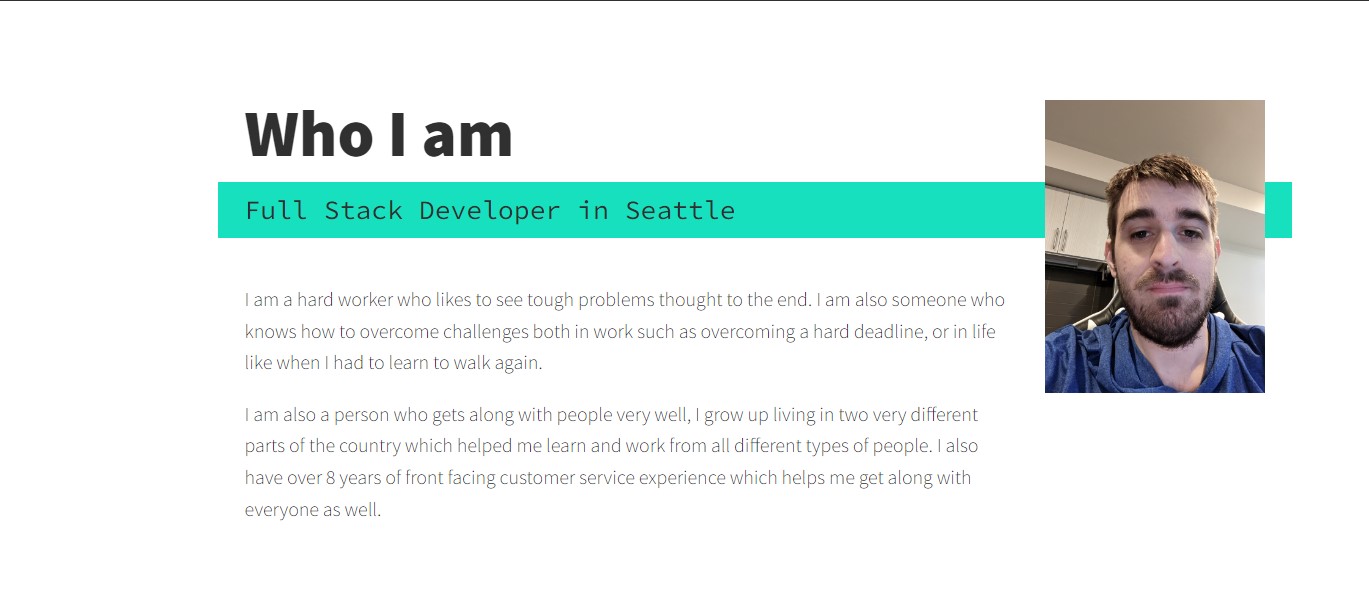 Who I am
Full Stack Developer in Seattle
I am a hard worker who likes to see tough problems thought to the end. I am also someone who
knows how to overcome challenges both in work such as overcoming a hard deadline, or in life
like when I had to learn to walk again.
I am also a person who gets along with people very well, I grow up living in two very different
parts of the country which helped me learn and work from all different types of people. I also
have over 8 years of front facing customer service experience which helps me get along with
everyone as well.